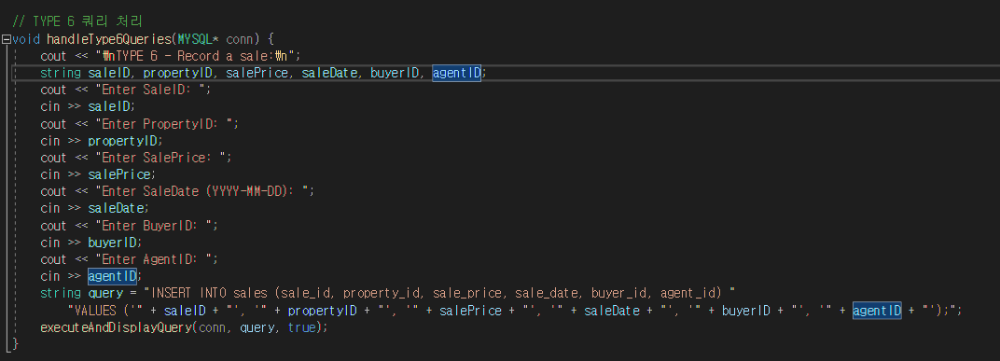 // TYPE 6 쿼리 처리
void handleType6Queries(MYSQL* conn) {
cout << "₩nTYPE 6 - Record a sale:₩n";
string saleID, propertyID, salePrice, saleDate, buyerID, agentID;
cout << "Enter SaleID: ";
cin >> saleID;
cout << "Enter PropertyID: ";
cin >> propertyID;
cout << "Enter SalePrice: ";
cin >> salePrice;
cout << "Enter SaleDate (YYYY-MM-DD): ";
cin >> saleDate;
cout << "Enter BuyerID: ";
cin >> buyerID;
cout << "Enter AgentID: ";
cin >> agentID;
string query = "INSERT INTO sales (sale_id, property_id, sale_price, sale_date, buyer_id, agent_id) "
"VALUES ('" + saleID + "', '" + propertyID + "', '" + salePrice + "', '" + saleDate + "', '" + buyerID + "', '" + agentID + "');";
executeAndDisplayQuery(conn, query, true);
}